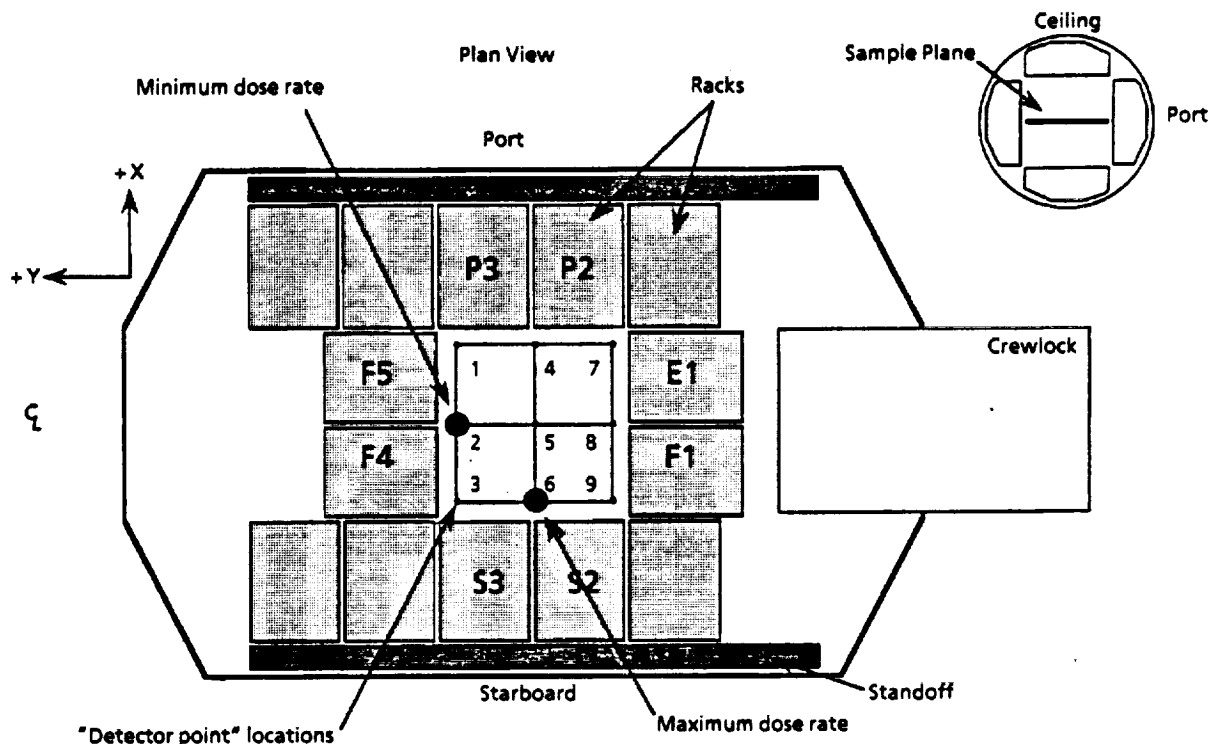 Ceiling
Plan View
Sample Plane
Minimum dose rate
Racks
Port
Port
+X
P3
P2
+Y
Crewlock
F5
1
4
7
E1
C̲L
2
5
8
F4
F1
3
6
9
S3
S2
Starboard
Standoff
"Detector point" locations
Maximum dose rate